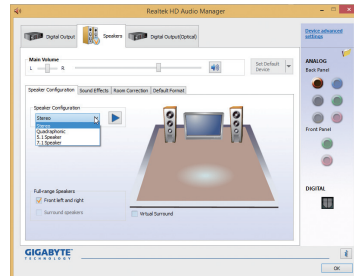 Realtek HD Audio Manager
Digital Output
Speakers
Digital Output(Optical)
Device advanced
settings
Main Volume
L
R
Set Default
Device
ANALOG
Back Panel
Speaker Configuration
Sound Effects
Room Correction
Default Format
Speaker Configuration
Stereo
Stereo
Quadraphonic
5.1 Speaker
7.1 Speaker
Front Panel
Full-range Speakers
Front left and right
Surround speakers
Virtual Surround
DIGITAL
GIGABYTE
TECHNOLOGY
OK